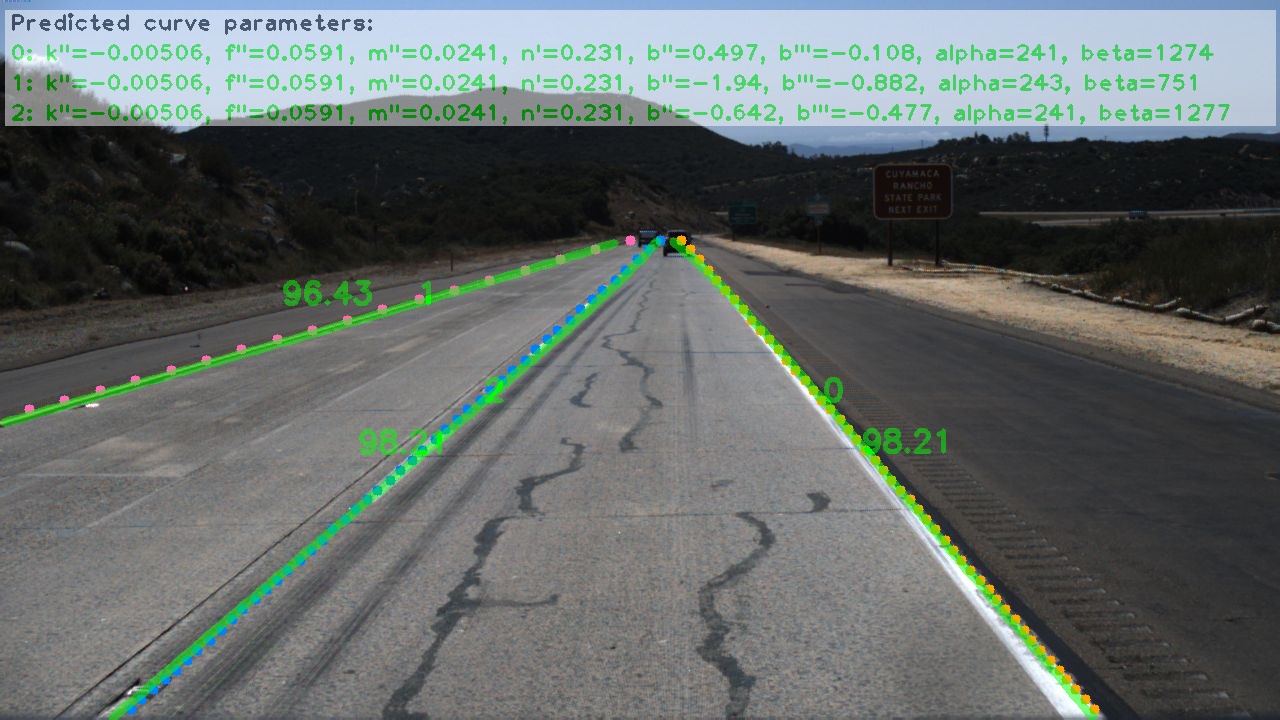 Predicted curve parameters:
0: k"=-0.00506, f"=0.0591, m"=0.0241, n'=0.231, b"=0.497, b'''=-0.108, alpha=241, beta=1274
1: k"=-0.00506, f"=0.0591, m"=0.0241, n'=0.231, b"=-1.94, b'''=-0.882, alpha=243, beta=751
2: k"=-0.00506, f"=0.0591, m"=0.0241, n'=0.231, b"=-0.642, b'''=-0.477, alpha=241, beta=1277
CUYAMACA
RANCHO
STATE PARK
NEXT EXIT
96.43 1
2 0
98.21 98.21